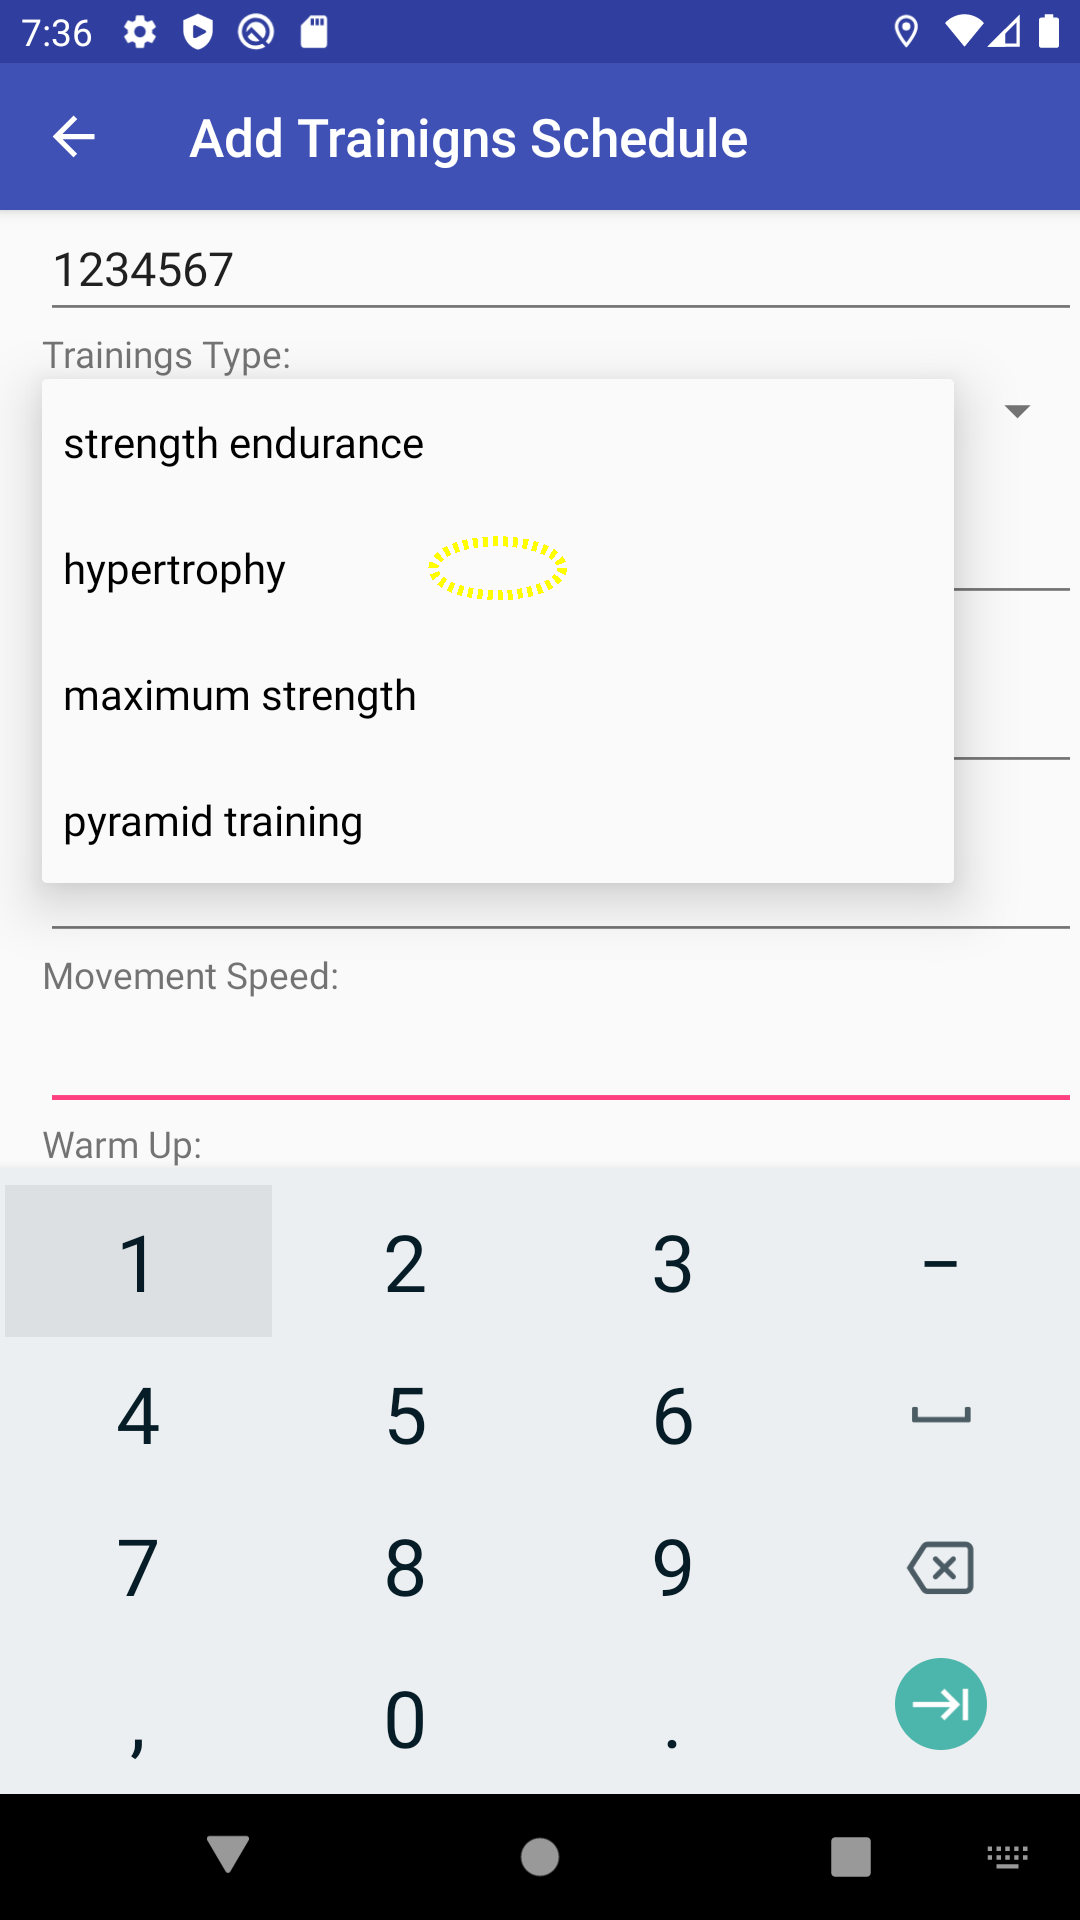 7:36
Add Trainigns Schedule
1234567
Trainings Type:
strength endurance
hypertrophy
maximum strength
pyramid training
Movement Speed:
Warm Up:
1 2 3 –
4 5 6
7 8 9
, 0 .